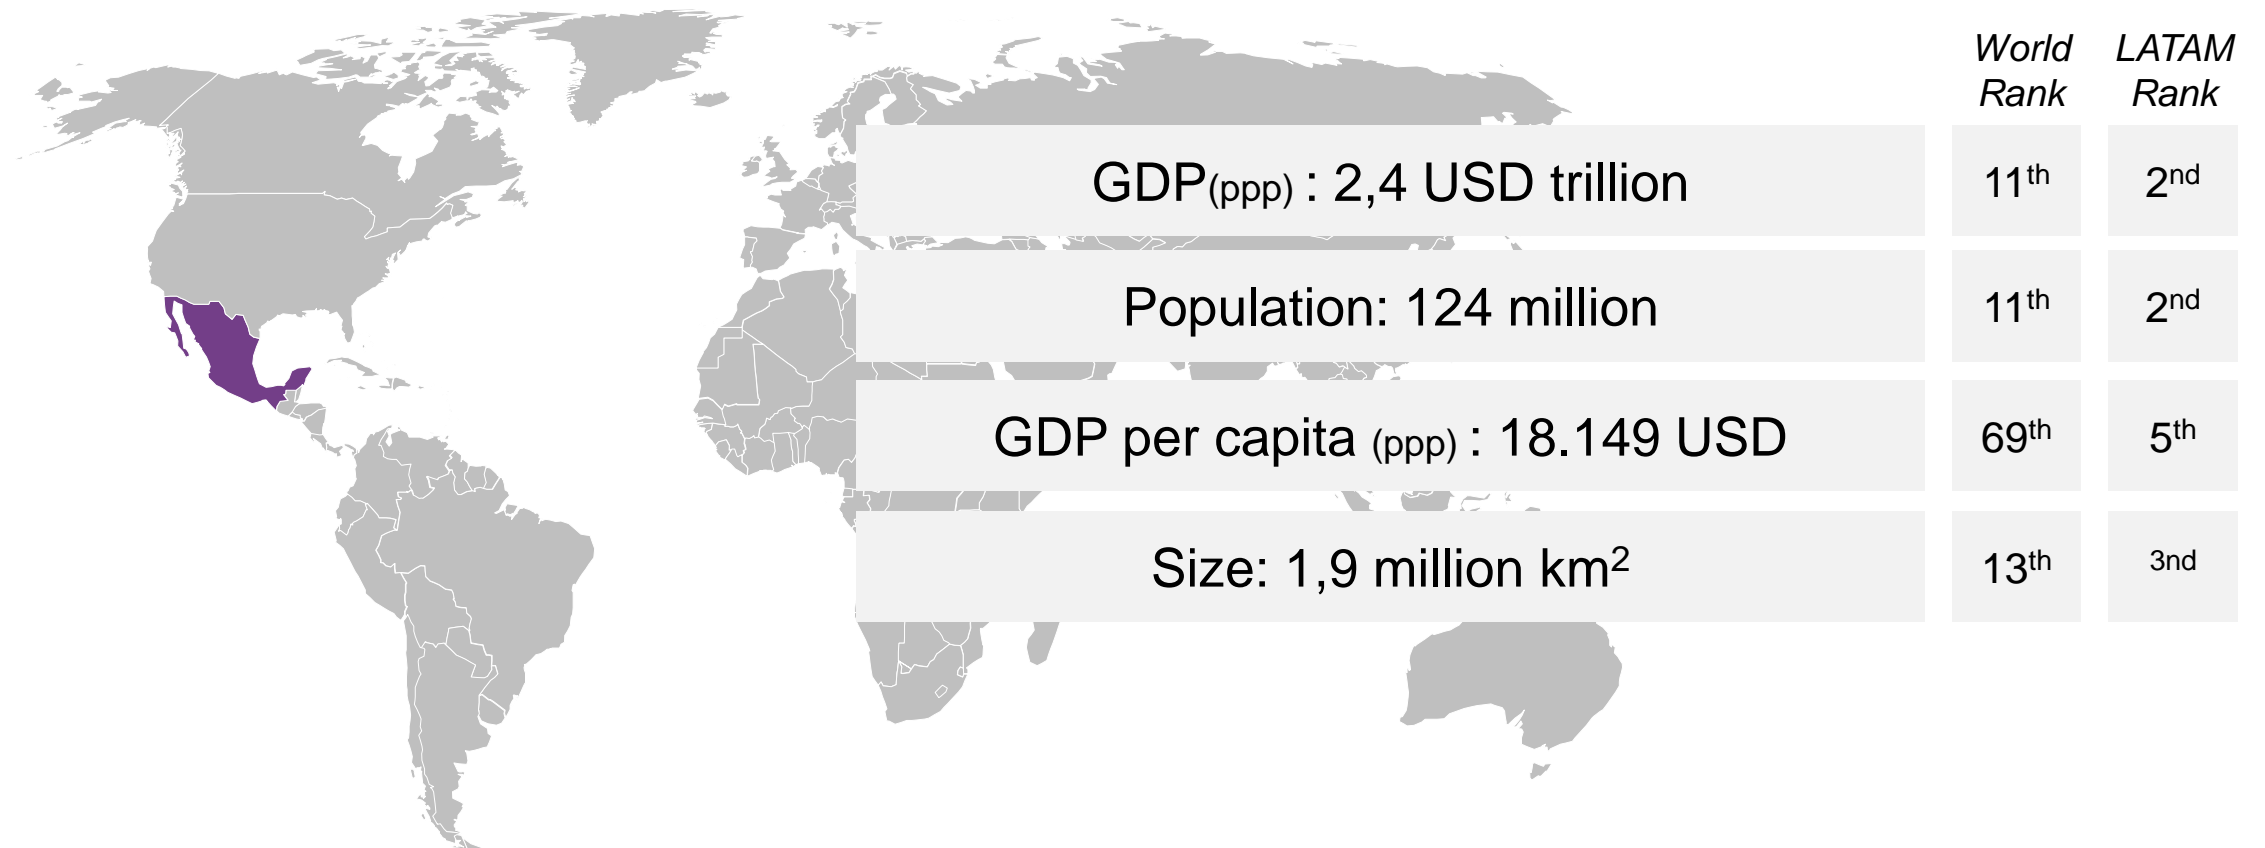 World Rank LATAM Rank
GDP(ppp) : 2,4 USD trillion 11th 2nd
Population: 124 million 11th 2nd
GDP per capita (ppp) : 18.149 USD 69th 5th
Size: 1,9 million km² 13th 3nd